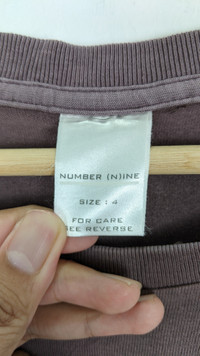 NUMBER (N)INE
SIZE : 4
FOR CARE
SEE REVERSE